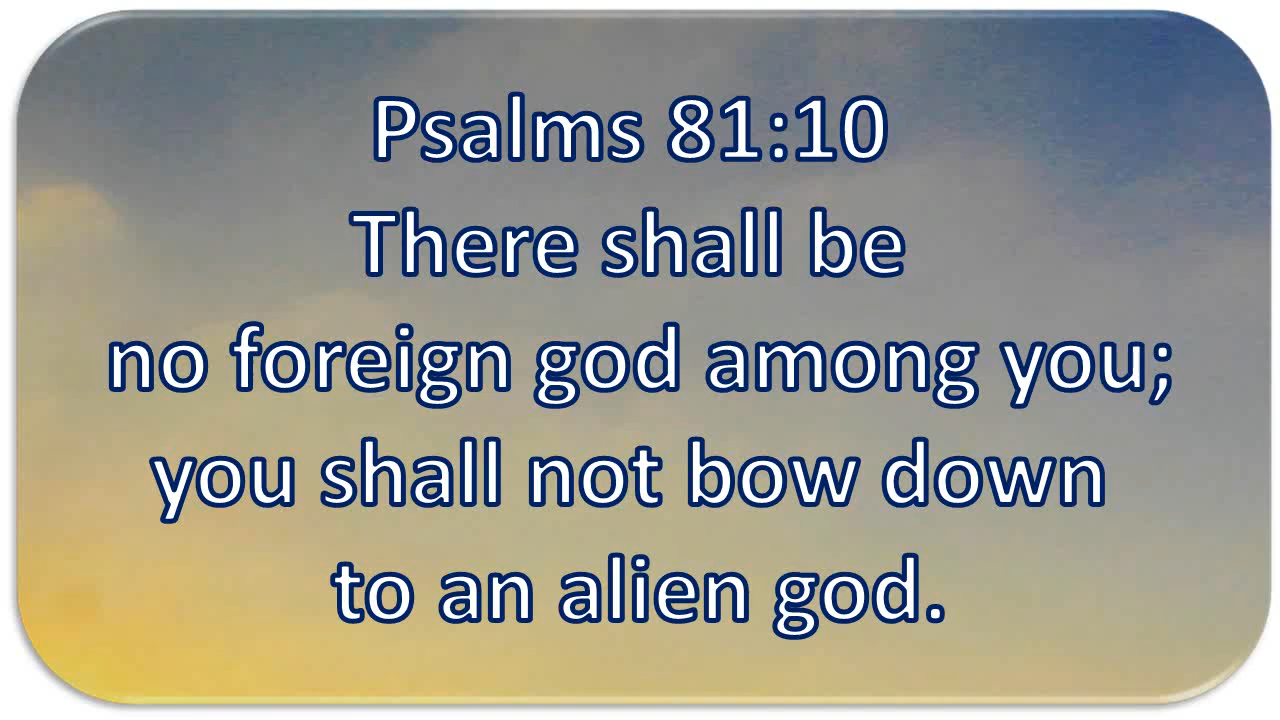 Psalms 81:10
There shall be
no foreign god among you;
you shall not bow down
to an alien god.